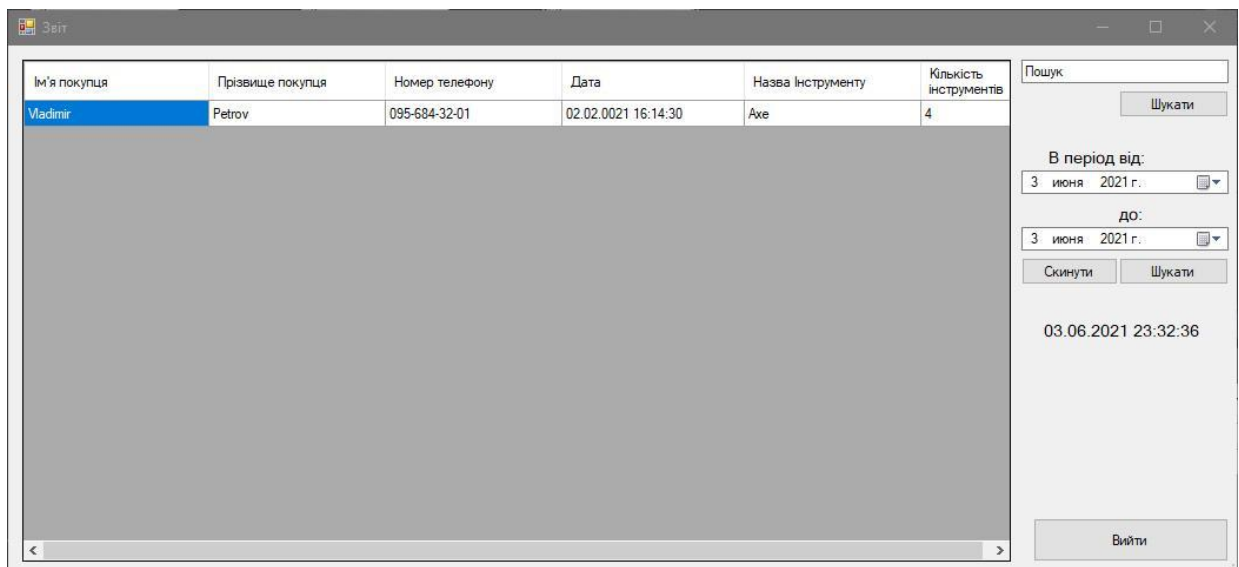 Звіт
Ім'я покупця Прізвище покупця Номер телефону Дата Назва Інструменту Кількість інструментів
Vladimir Petrov 095-684-32-01 02.02.0021 16:14:30 Axe 4
Пошук
Шукати
В період від:
3 июня 2021 г.
до:
3 июня 2021 г.
Скинути Шукати
03.06.2021 23:32:36
Вийти